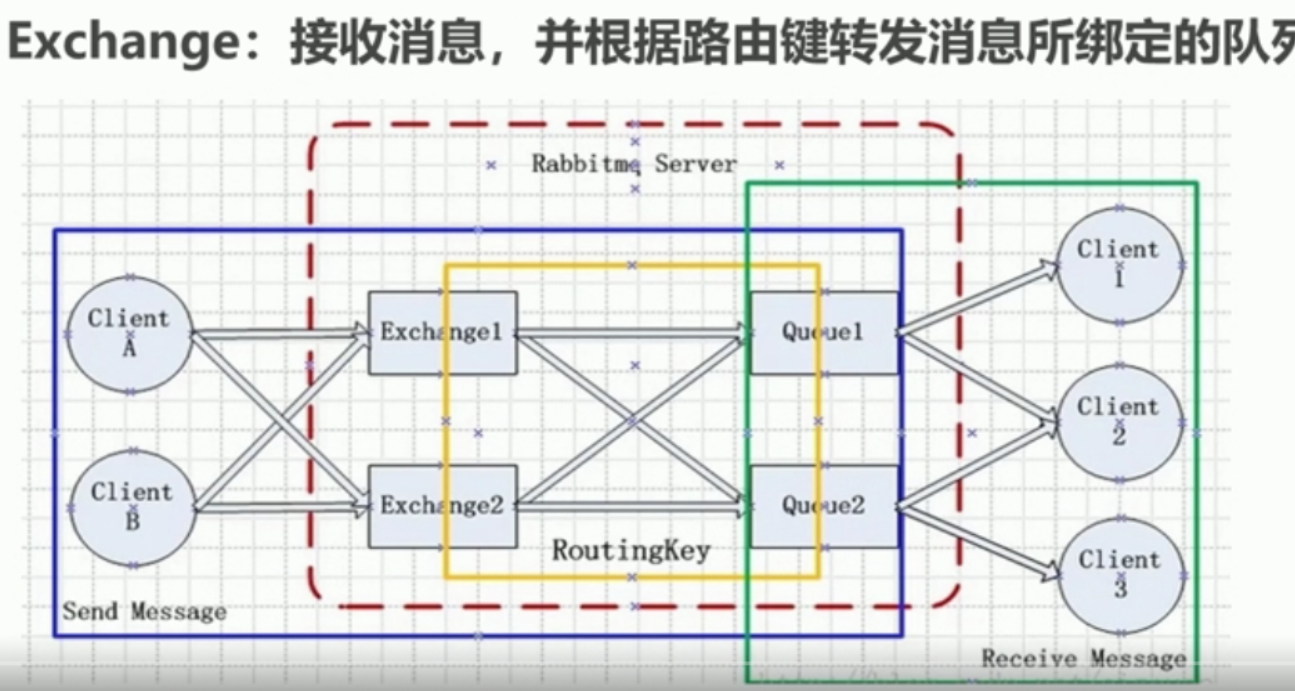 Exchange：接收消息，并根据路由键转发消息所绑定的队列
Rabbitmq Server
Client
A
Client
B
Exchange1
Exchange2
Queue1
Queue2
RoutingKey
Client
1
Client
2
Client
3
Send Message
Receive Message